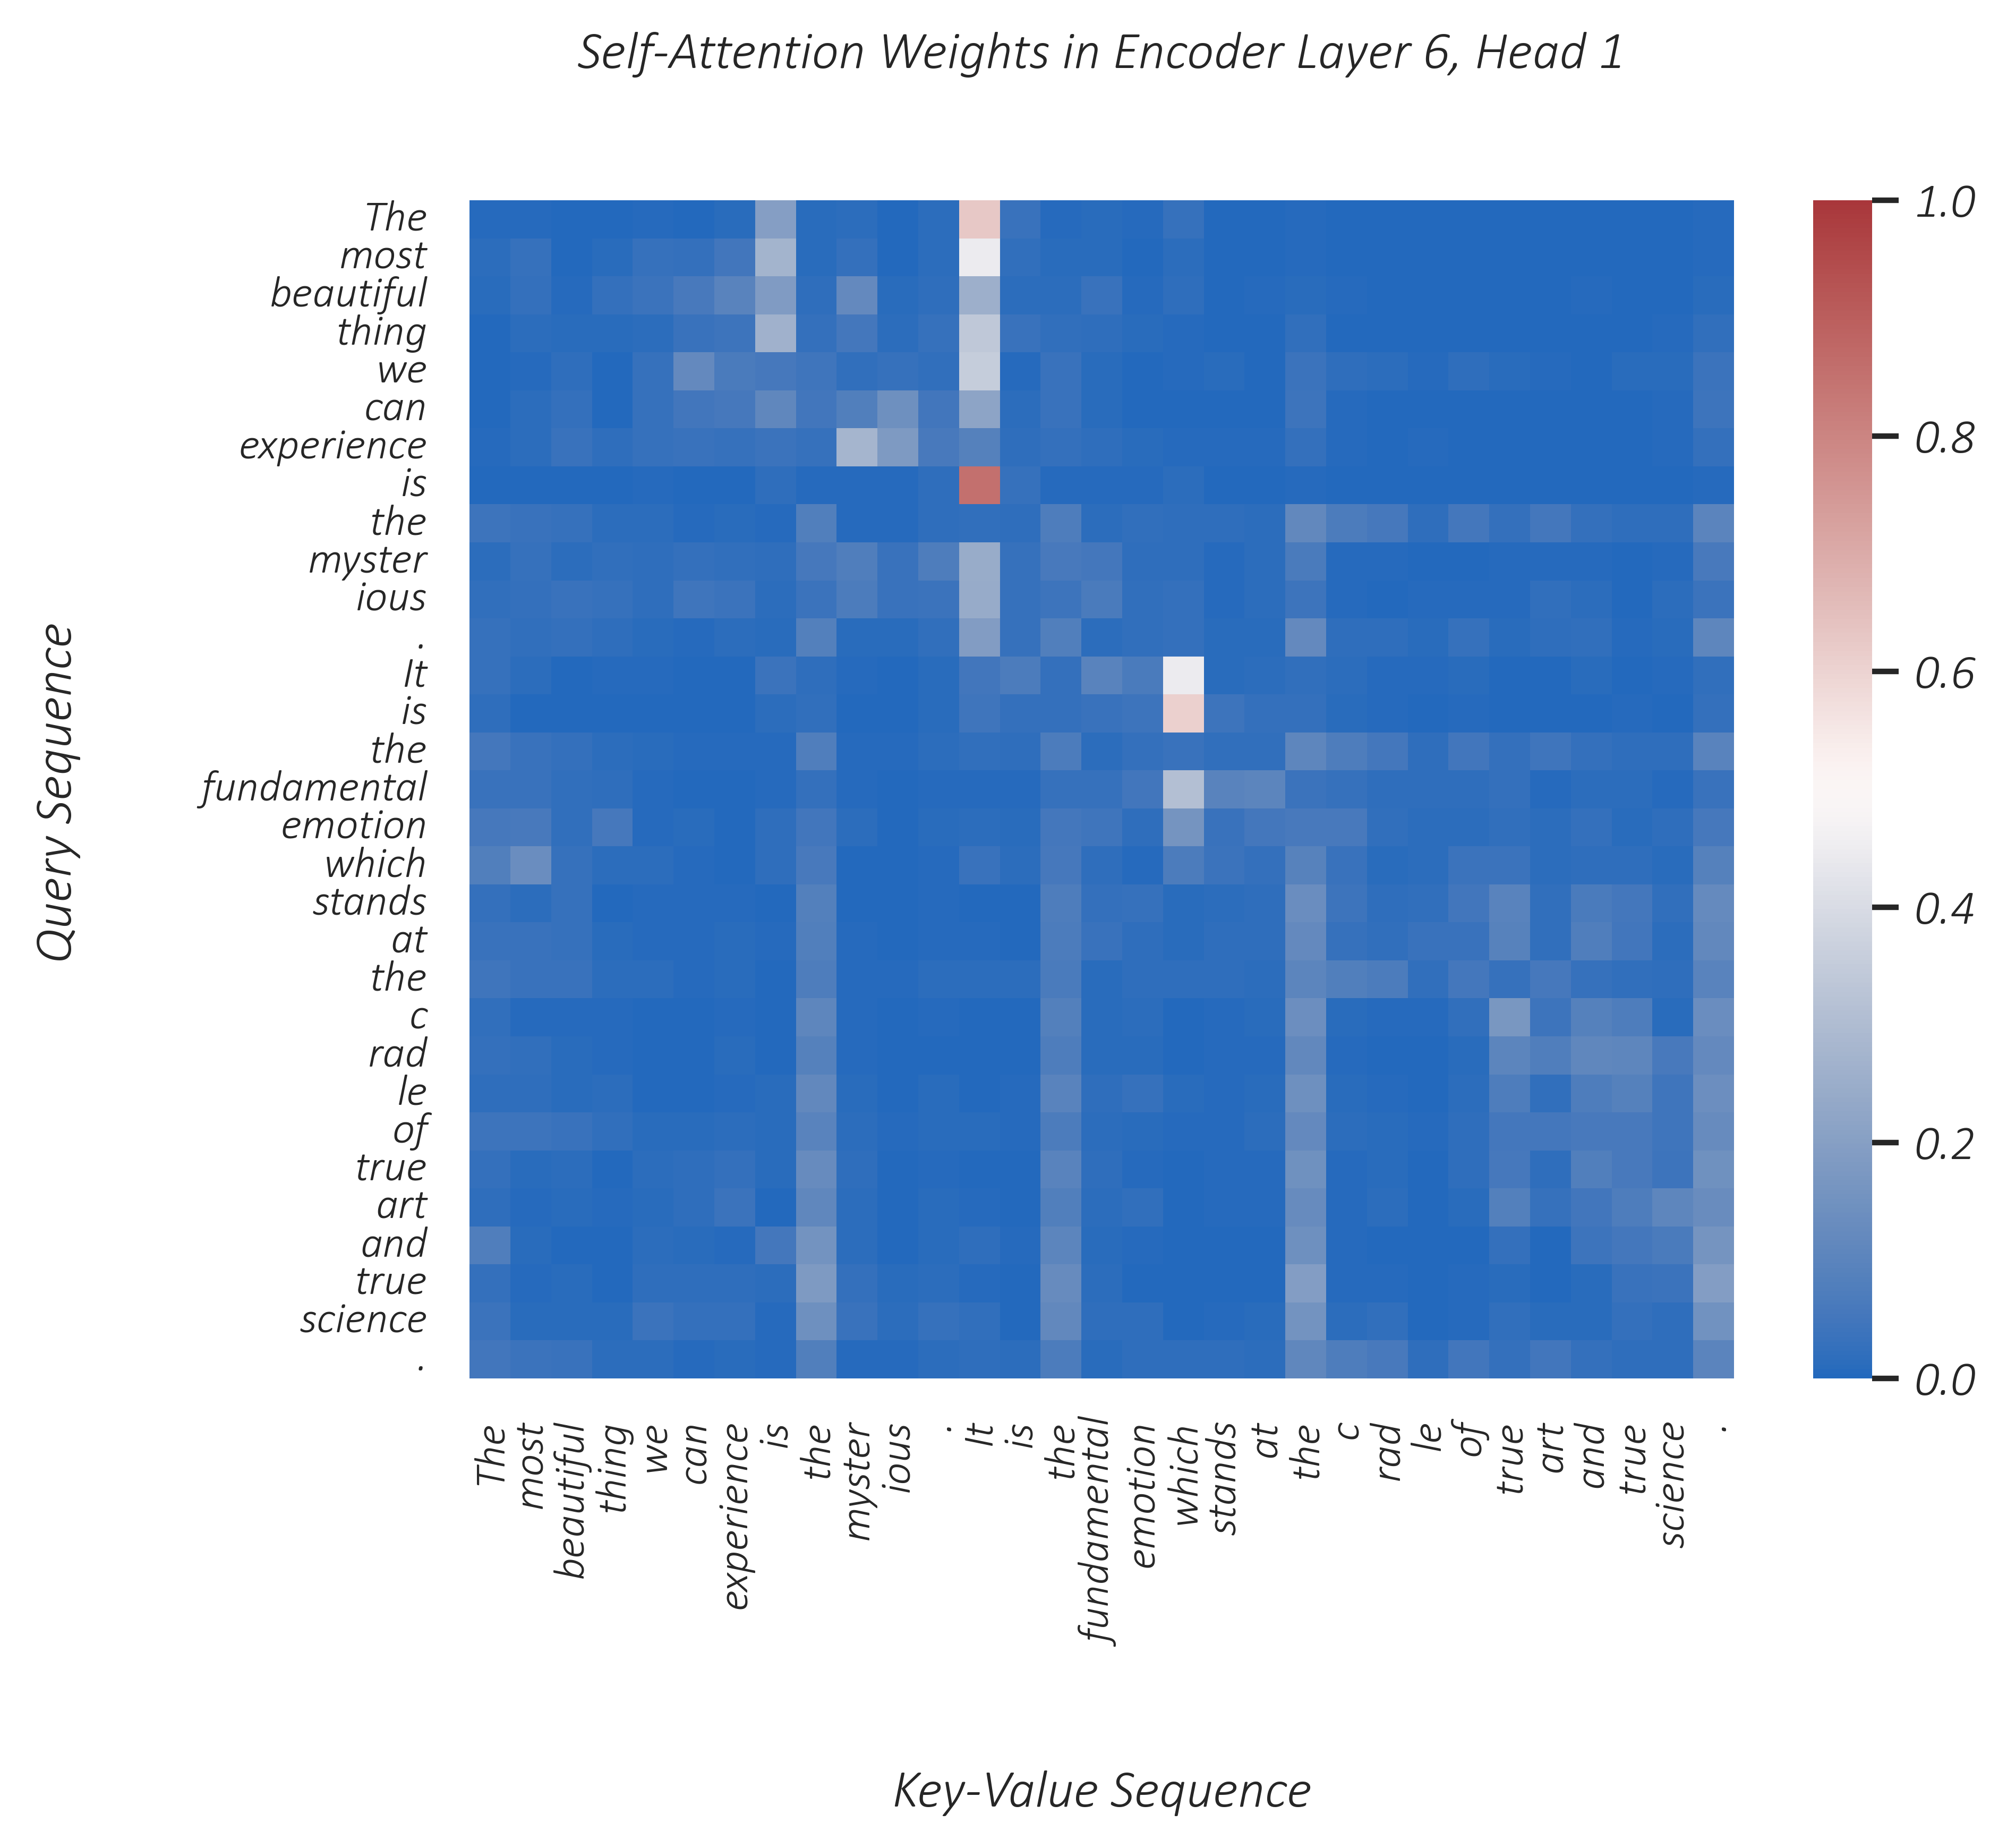 Self-Attention Weights in Encoder Layer 6, Head 1
Query Sequence
The
most
beautiful
thing
we
can
experience
is
the
myster
ious
.
It
is
the
fundamental
emotion
which
stands
at
the
c
rad
le
of
true
art
and
true
science
.
1.0
0.8
0.6
0.4
0.2
0.0
The
most
beautiful
thing
we
can
experience
is
the
myster
ious
.
It
is
the
fundamental
emotion
which
stands
at
the
c
rad
le
of
true
art
and
true
science
.
Key-Value Sequence